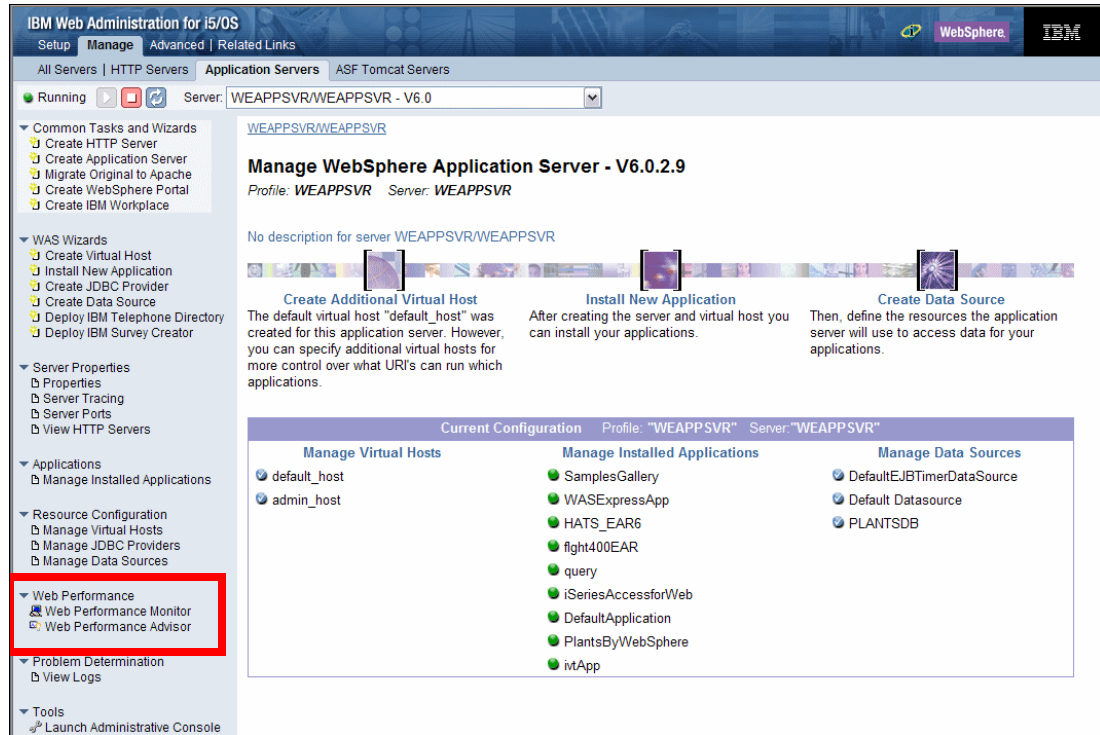 IBM Web Administration for i5/OS
Setup Manage Advanced | Related Links
WebSphere. IBM
All Servers | HTTP Servers Application Servers ASF Tomcat Servers
Running Server: WEAPPSVR/WEAPPSVR - V6.0
Common Tasks and Wizards
Create HTTP Server
Create Application Server
Migrate Original to Apache
Create WebSphere Portal
Create IBM Workplace
WAS Wizards
Create Virtual Host
Install New Application
Create JDBC Provider
Create Data Source
Deploy IBM Telephone Directory
Deploy IBM Survey Creator
Server Properties
Properties
Server Tracing
Server Ports
View HTTP Servers
Applications
Manage Installed Applications
Resource Configuration
Manage Virtual Hosts
Manage JDBC Providers
Manage Data Sources
Web Performance
Web Performance Monitor
Web Performance Advisor
Problem Determination
View Logs
Tools
Launch Administrative Console
WEAPPSVR/WEAPPSVR
Manage WebSphere Application Server - V6.0.2.9
Profile: WEAPPSVR Server: WEAPPSVR
No description for server WEAPPSVR/WEAPPSVR
Create Additional Virtual Host
The default virtual host "default_host" was
created for this application server. However,
you can specify additional virtual hosts for
more control over what URI's can run which
applications.
Install New Application
After creating the server and virtual host you
can install your applications.
Create Data Source
Then, define the resources the application
server will use to access data for your
applications.
Current Configuration Profile: "WEAPPSVR" Server:"WEAPPSVR"
Manage Virtual Hosts
default_host
admin_host
Manage Installed Applications
SamplesGallery
WASExpressApp
HATS_EAR6
flght400EAR
query
iSeriesAccessforWeb
DefaultApplication
PlantsByWebSphere
ivtApp
Manage Data Sources
DefaultEJBTimerDataSource
Default Datasource
PLANTSDB